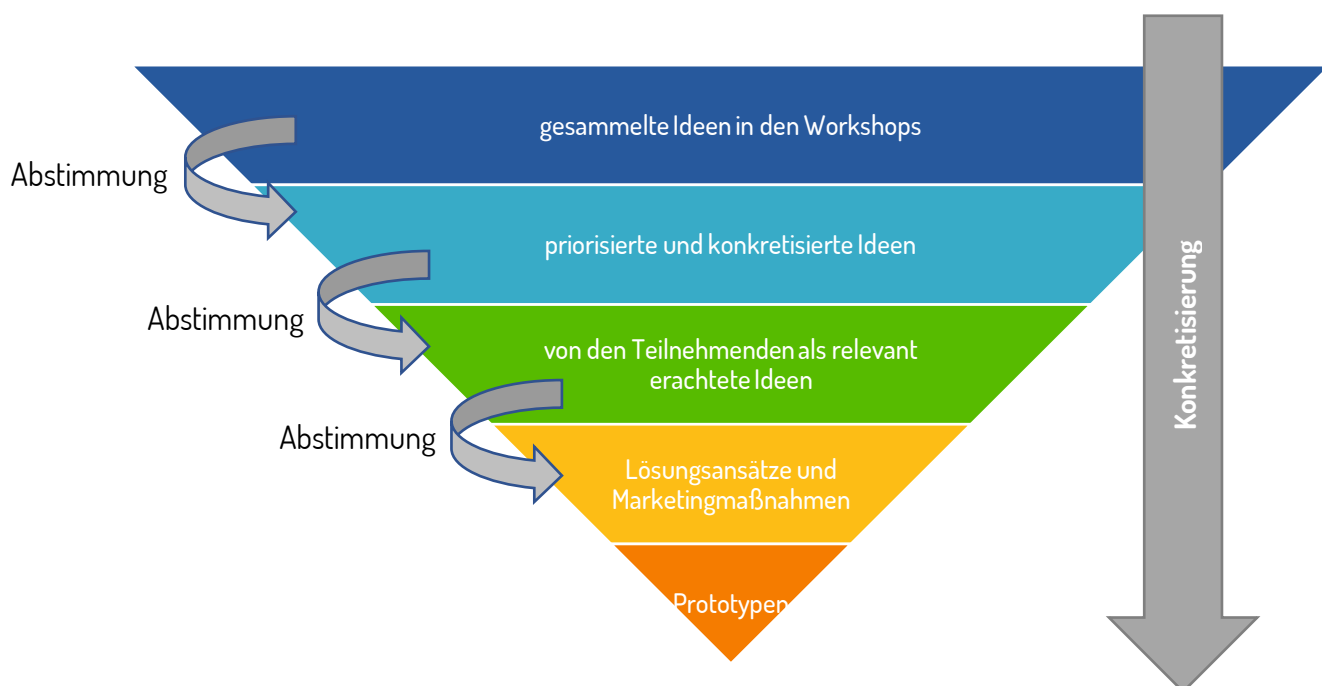 gesammelte Ideen in den Workshops
Abstimmung
priorisierte und konkretisierte Ideen
Abstimmung
von den Teilnehmenden als relevant
erachtete Ideen
Abstimmung
Lösungsansätze und
Marketingmaßnahmen
Prototypen
Konkretisierung